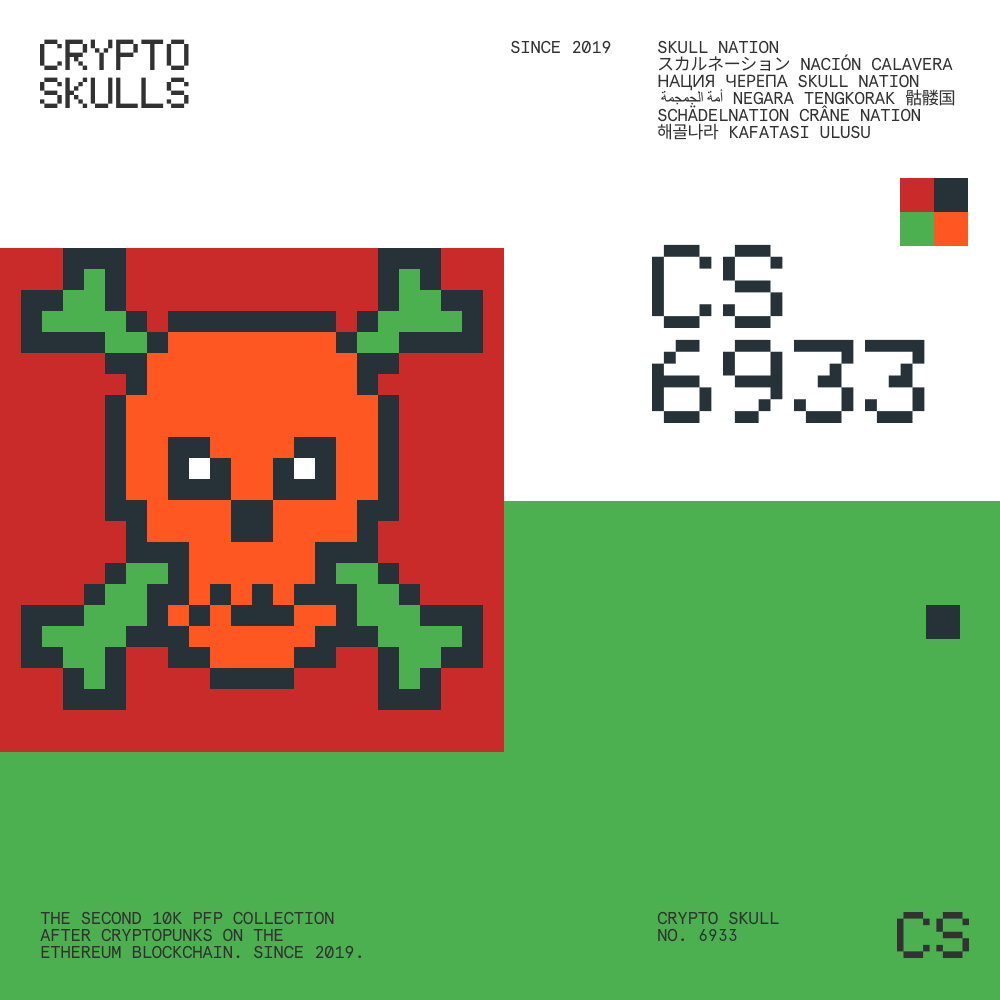 CRYPTO
SKULLS
SINCE 2019
SKULL NATION
スカルネーション NACIÓN CALAVERA
НАЦИЯ ЧЕРЕПА SKULL NATION
أمة الجمجمة NEGARA TENGKORAK 骷髅国
SCHÄDELNATION CRÂNE NATION
해골나라 KAFATASI ULUSU
CS
6933
THE SECOND 10K PFP COLLECTION
AFTER CRYPTOPUNKS ON THE
ETHEREUM BLOCKCHAIN. SINCE 2019.
CRYPTO SKULL
NO. 6933
CS